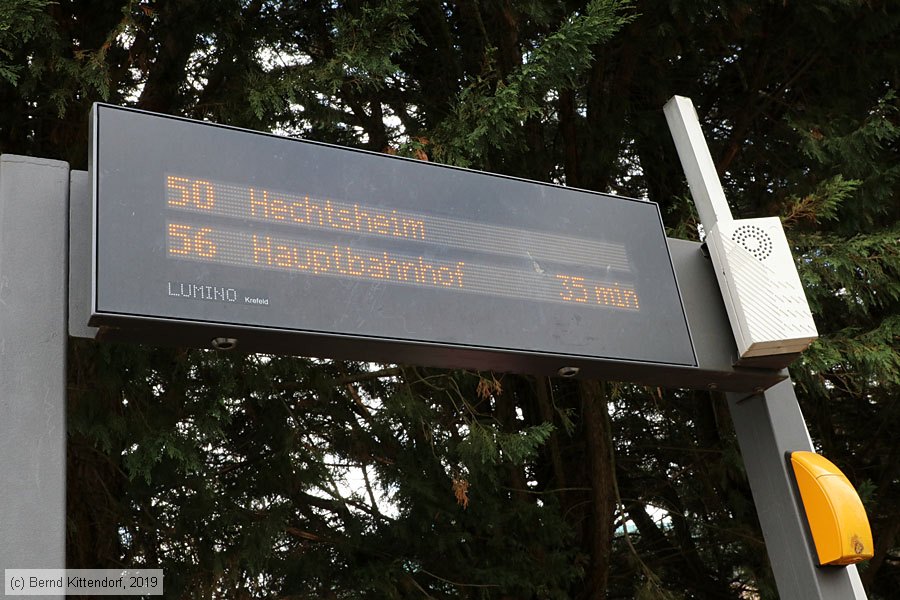 50 Hechtsheim
56 Hauptbahnhof 35 min
LUMINO Krefeld
(c) Bernd Kittendorf, 2019